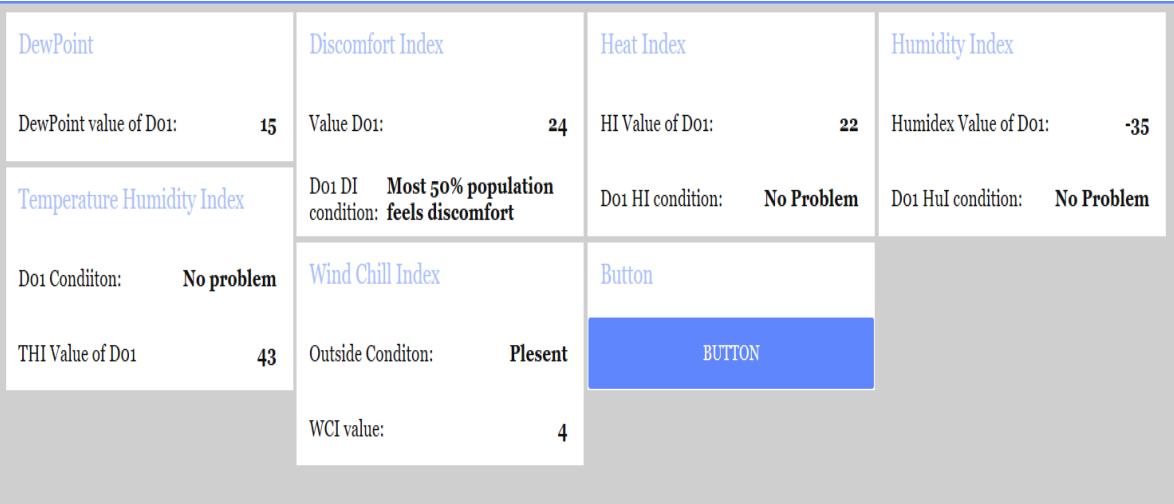 DewPoint
DewPoint value of D01: 15
Temperature Humidity Index
D01 Condiiton: No problem
THI Value of D01 43
Discomfort Index
Value D01: 24
D01 DI Most 50% population
condition: feels discomfort
Wind Chill Index
Outside Conditon: Plesent
WCI value: 4
Heat Index
HI Value of D01: 22
D01 HI condition: No Problem
Button
BUTTON
Humidity Index
Humidex Value of D01: -35
D01 HuI condition: No Problem